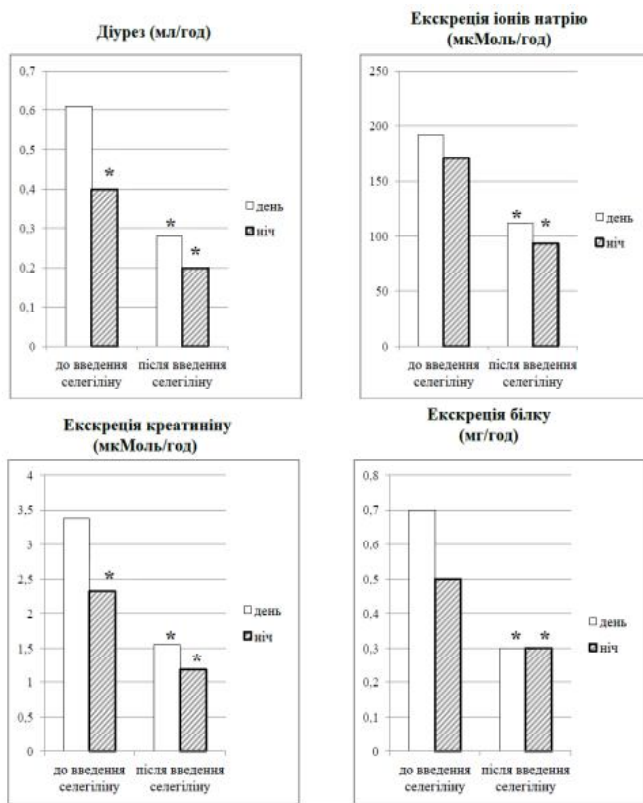 Діурез (мл/год)
0,7
0,6
0,5
0,4
0,3
0,2
0,1
0
*
*
*
день
ніч
до введення
селегіліну
після введення
селегіліну
Екскреція іонів натрію
(мкМоль/год)
250
200
150
100
50
0
*
*
день
ніч
до введення
селегіліну
після введення
селегіліну
Екскреція креатиніну
(мкМоль/год)
4
3,5
3
2,5
2
1,5
1
0,5
0
*
*
*
день
ніч
до введення
селегіліну
після введення
селегіліну
Екскреція білку
(мг/год)
0,8
0,7
0,6
0,5
0,4
0,3
0,2
0,1
0
*
*
день
ніч
до введення
селегіліну
після введення
селегіліну